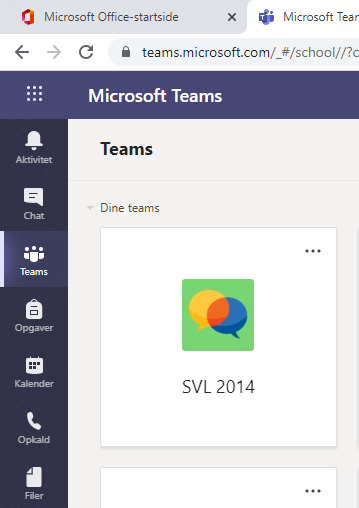 Microsoft Office-startside
Microsoft Team
teams.microsoft.com/_#/school//?c
Microsoft Teams
Aktivitet
Chat
Teams
Opgaver
Kalender
Opkald
Filer
Teams
Dine teams
SVL 2014